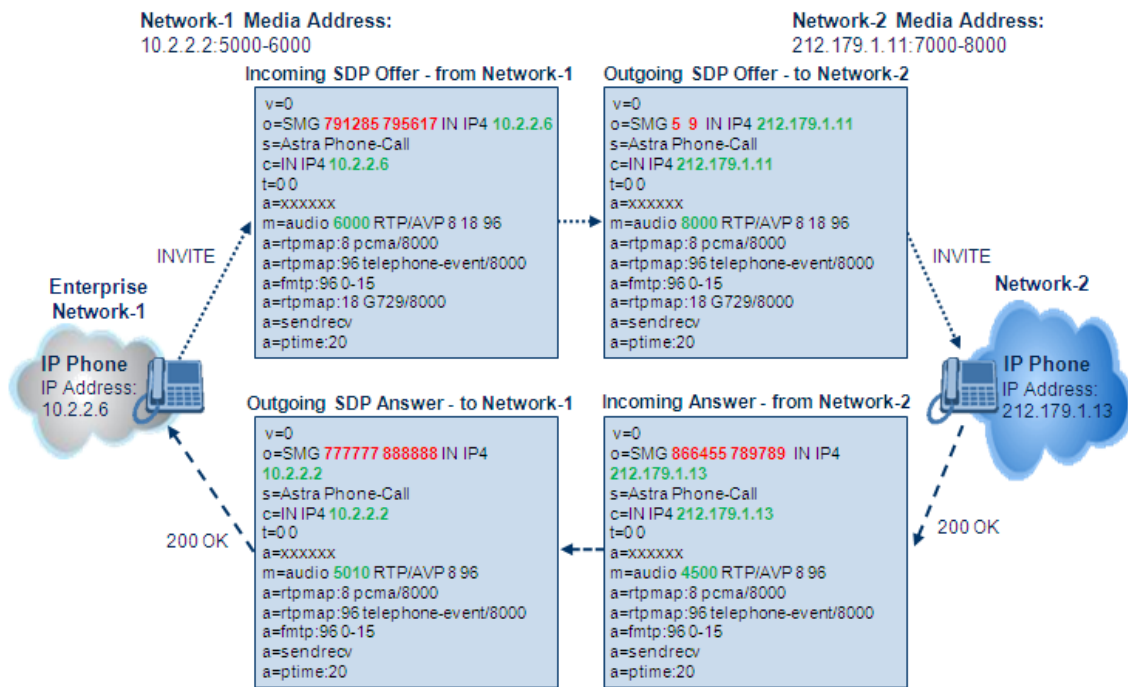 Network-1 Media Address:
10.2.2.2:5000-6000
Network-2 Media Address:
212.179.1.11:7000-8000
Incoming SDP Offer - from Network-1
v=0
o=SMG 791285 795617 IN IP4 10.2.2.6
s=Astra Phone-Call
c=IN IP4 10.2.2.6
t=0 0
a=xxxxxx
m=audio 6000 RTP/AVP 8 18 96
a=rtpmap:8 pcma/8000
a=rtpmap:96 telephone-event/8000
a=fmtp:96 0-15
a=rtpmap:18 G729/8000
a=sendrecv
a=ptime:20
Outgoing SDP Offer - to Network-2
v=0
o=SMG 5 9 IN IP4 212.179.1.11
s=Astra Phone-Call
c=IN IP4 212.179.1.11
t=0 0
a=xxxxxx
m=audio 8000 RTP/AVP 8 18 96
a=rtpmap:8 pcma/8000
a=rtpmap:96 telephone-event/8000
a=fmtp:96 0-15
a=rtpmap:18 G729/8000
a=sendrecv
a=ptime:20
INVITE
INVITE
Enterprise
Network-1
IP Phone
IP Address:
10.2.2.6
Network-2
IP Phone
IP Address:
212.179.1.13
Outgoing SDP Answer - to Network-1
v=0
o=SMG 777777 888888 IN IP4
10.2.2.2
s=Astra Phone-Call
c=IN IP4 10.2.2.2
t=0 0
a=xxxxxx
m=audio 5010 RTP/AVP 8 96
a=rtpmap:8 pcma/8000
a=rtpmap:96 telephone-event/8000
a=fmtp:96 0-15
a=sendrecv
a=ptime:20
Incoming Answer - from Network-2
v=0
o=SMG 866455 789789 IN IP4
212.179.1.13
s=Astra Phone-Call
c=IN IP4 212.179.1.13
t=0 0
a=xxxxxx
m=audio 4500 RTP/AVP 8 96
a=rtpmap:8 pcma/8000
a=rtpmap:96 telephone-event/8000
a=fmtp:96 0-15
a=sendrecv
a=ptime:20
200 OK
200 OK